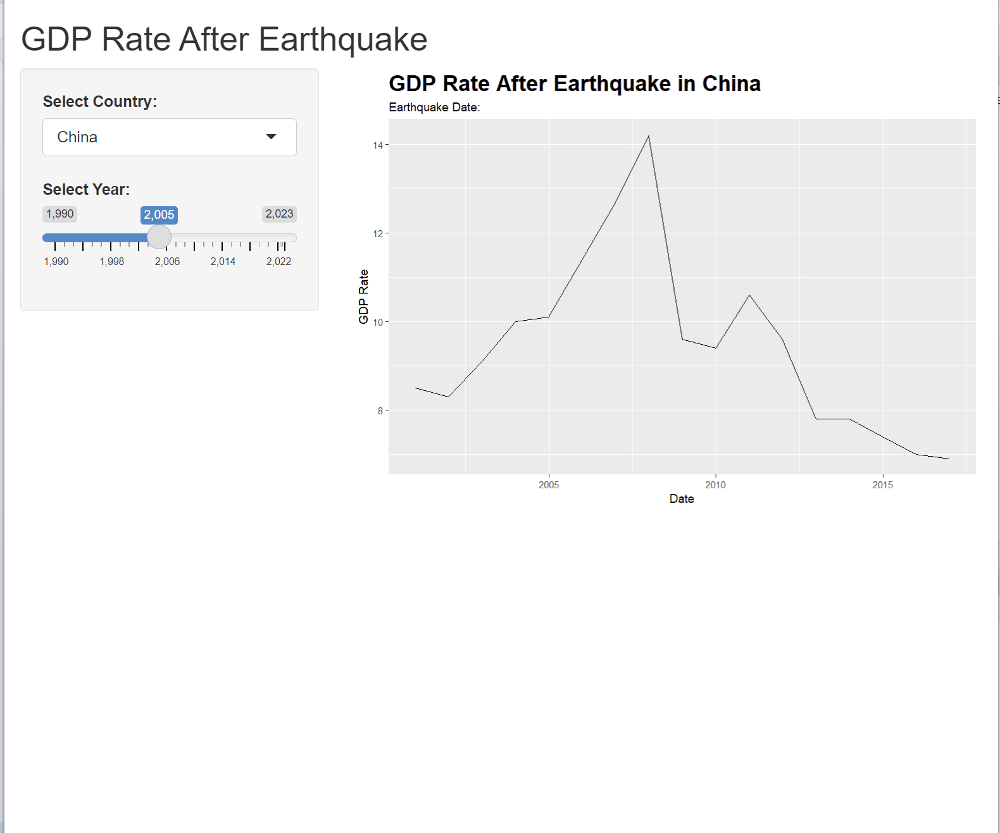 GDP Rate After Earthquake
Select Country:
China
Select Year:
1,990
2,005
2,023
1,990
1,998
2,006
2,014
2,022
GDP Rate After Earthquake in China
Earthquake Date:
14
12
10
8
GDP Rate
2005
2010
2015
Date